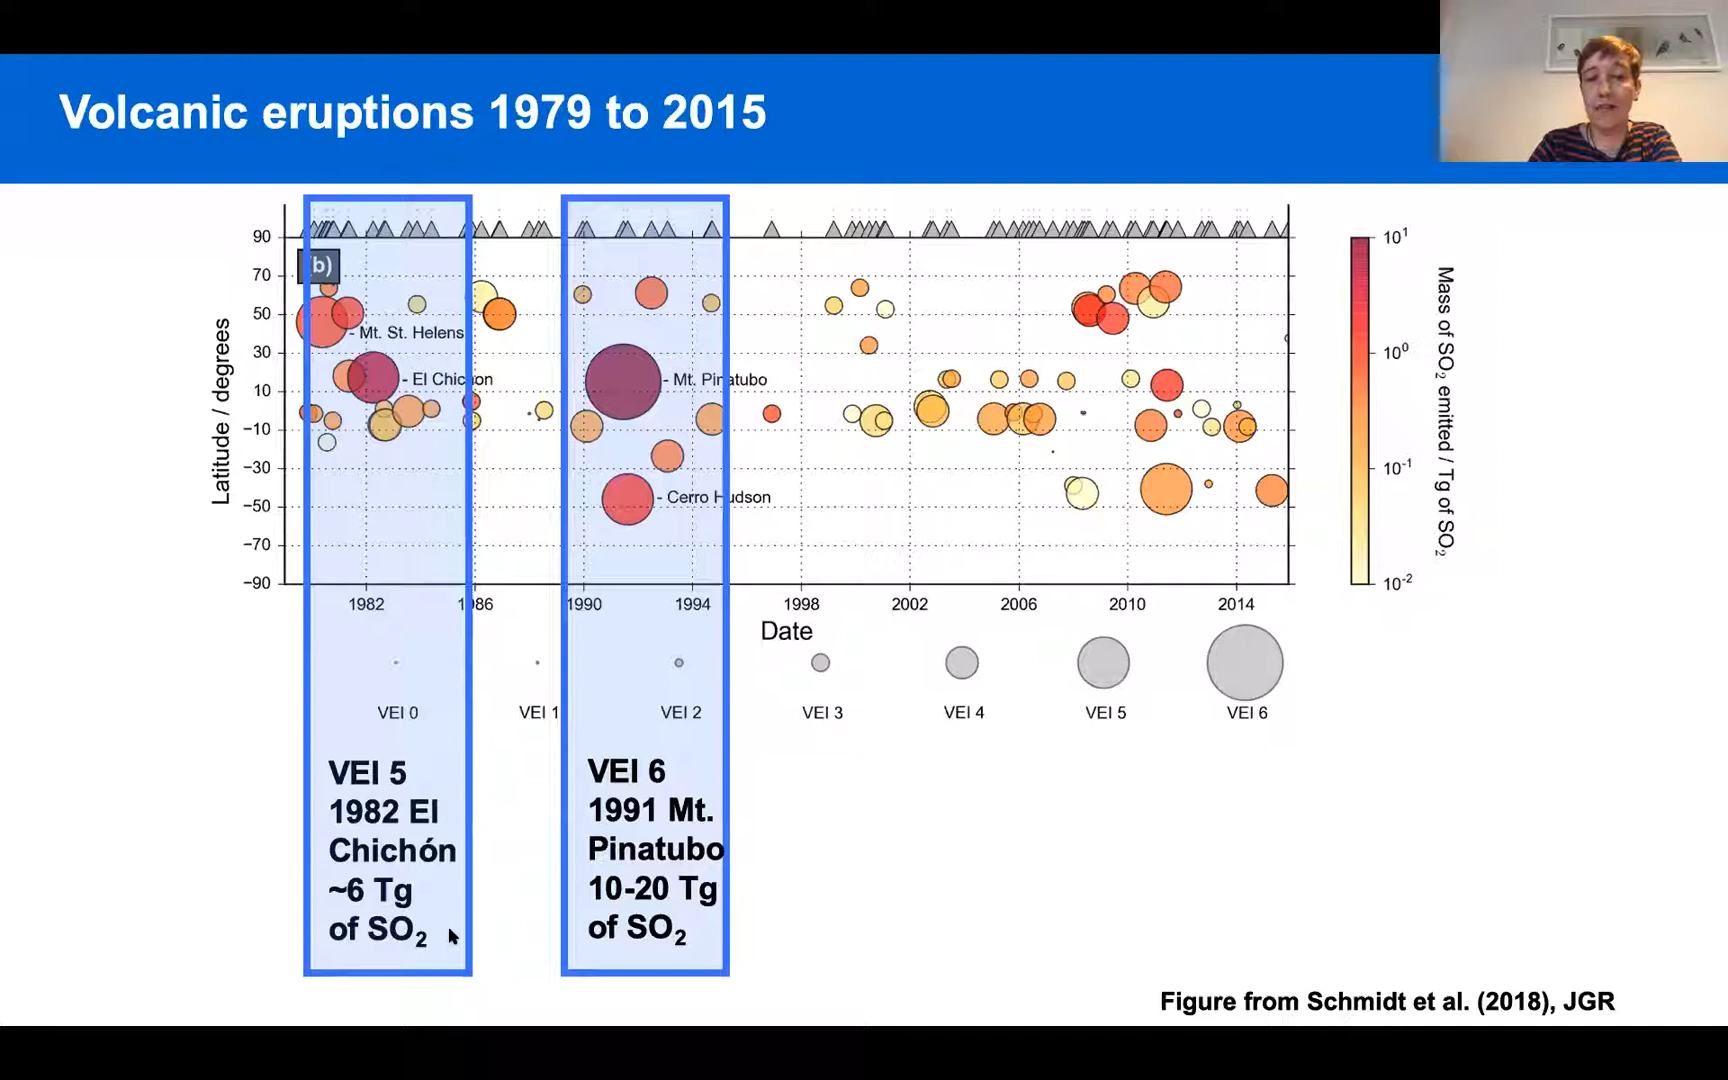 Volcanic eruptions 1979 to 2015
(b)
90
70
50
30
10
−10
−30
−50
−70
−90
Latitude / degrees
- Mt. St. Helens
- El Chichon
- Mt. Pinatubo
- Cerro Hudson
1982
1986
1990
1994
1998
2002
2006
2010
2014
Date
10¹
10⁰
10⁻¹
10⁻²
Mass of SO₂ emitted / Tg of SO₂
VEI 0
VEI 1
VEI 2
VEI 3
VEI 4
VEI 5
VEI 6
VEI 5
1982 El
Chichón
~6 Tg
of SO₂
VEI 6
1991 Mt.
Pinatubo
10-20 Tg
of SO₂
Figure from Schmidt et al. (2018), JGR